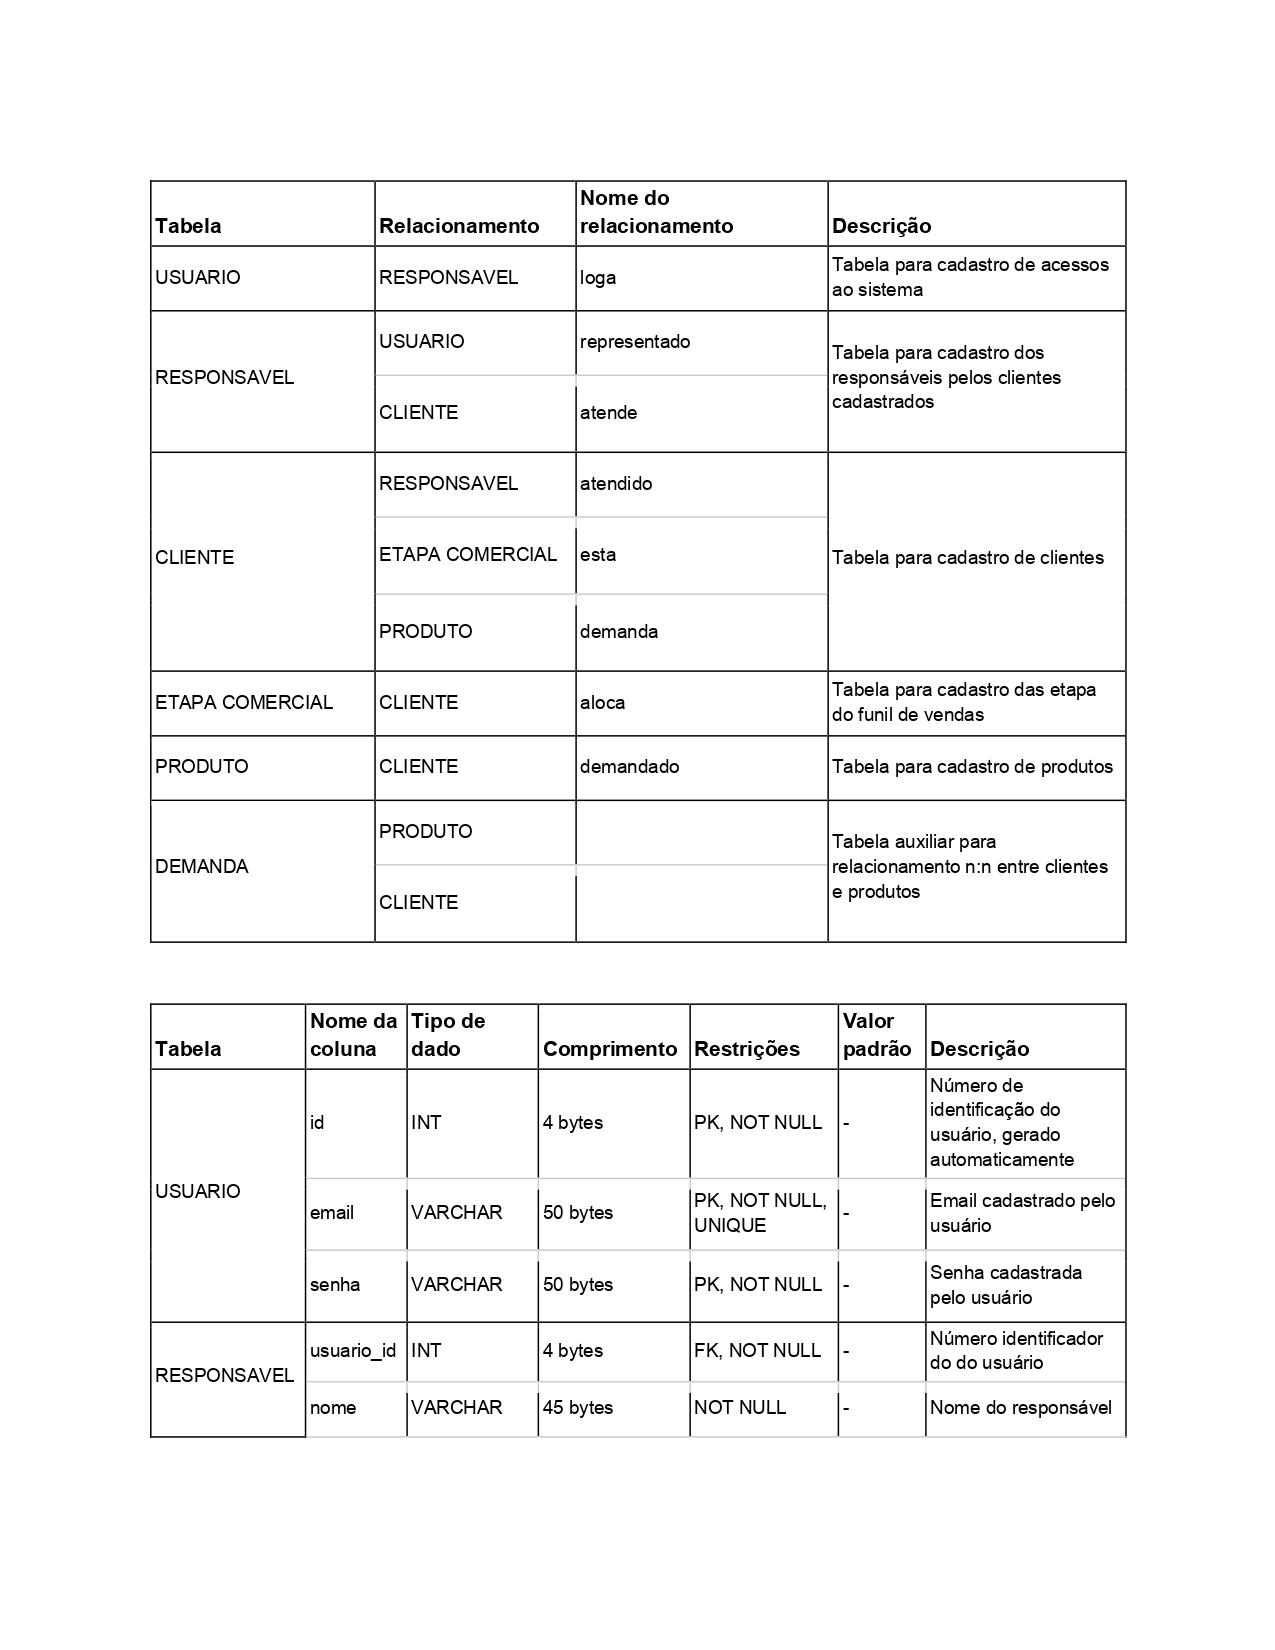 Tabela Relacionamento Nome do relacionamento Descrição
USUARIO RESPONSAVEL loga Tabela para cadastro de acessos ao sistema
RESPONSAVEL USUARIO representado Tabela para cadastro dos responsáveis pelos clientes cadastrados
CLIENTE atende
CLIENTE RESPONSAVEL atendido Tabela para cadastro de clientes
ETAPA COMERCIAL esta
PRODUTO demanda
ETAPA COMERCIAL CLIENTE aloca Tabela para cadastro das etapa do funil de vendas
PRODUTO CLIENTE demandado Tabela para cadastro de produtos
DEMANDA PRODUTO Tabela auxiliar para relacionamento n:n entre clientes e produtos
CLIENTE
Tabela Nome da coluna Tipo de dado Comprimento Restrições Valor padrão Descrição
USUARIO id INT 4 bytes PK, NOT NULL - Número de identificação do usuário, gerado automaticamente
email VARCHAR 50 bytes PK, NOT NULL, UNIQUE - Email cadastrado pelo usuário
senha VARCHAR 50 bytes PK, NOT NULL - Senha cadastrada pelo usuário
RESPONSAVEL usuario_id INT 4 bytes FK, NOT NULL - Número identificador do do usuário
nome VARCHAR 45 bytes NOT NULL - Nome do responsável